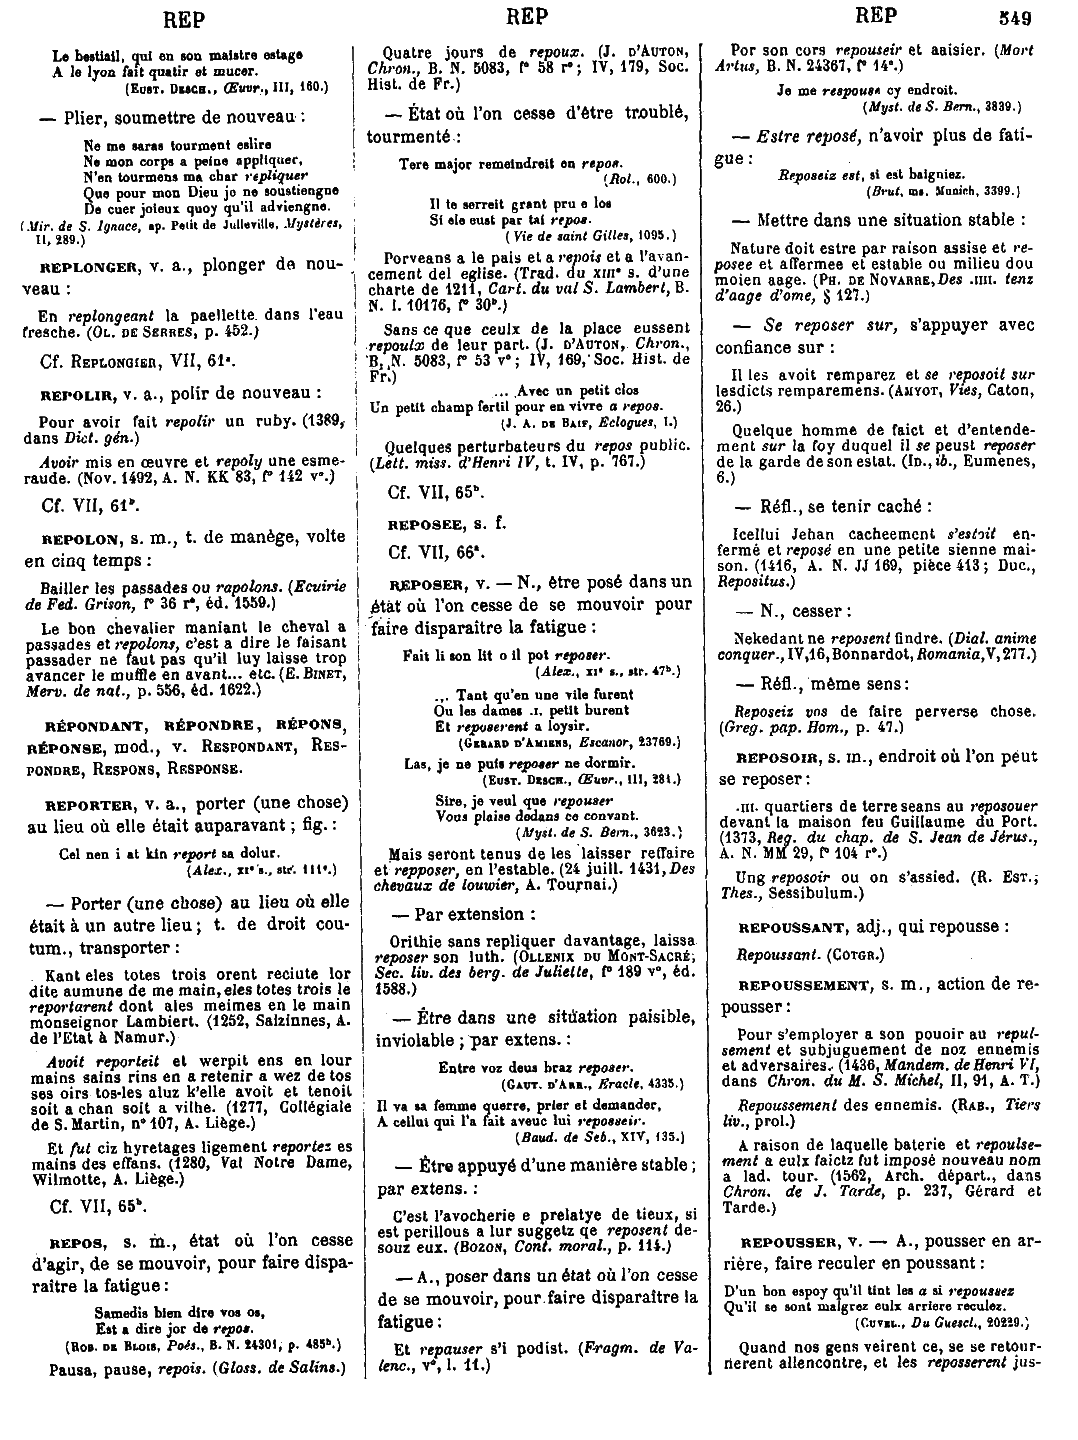 REP
REP
REP 549
Le bestiail, qui en son maistre estage
A le lyon fait quatir et mucer.
(EUST. DESCH., Œuvr., III, 160.)
— Plier, soumettre de nouveau :
Ne me saras tourment eslire
Ne mon corps a peine appliquer,
N'en tourmens ma char repliquer
Que pour mon Dieu je ne soustiengne
De cuer joieux quoy qu'il adviengne.
(Mir. de S. Ignace, ap. Petit de Julleville, Mystères,
II, 289.)
REPLONGER, v. a., plonger de nou-
veau :
En replongeant la paellette dans l'eau
fresche. (OL. DE SERRES, p. 452.)
Cf. REPLONGIER, VII, 61ᵃ.
REPOLIR, v. a., polir de nouveau :
Pour avoir fait repolir un ruby. (1389,
dans Dict. gén.)
Avoir mis en œuvre et repoly une esme-
raude. (Nov. 1492, A. N. KK 83, fᵒ 142 vᵒ.)
Cf. VII, 61ᵇ.
REPOLON, s. m., t. de manège, volte
en cinq temps :
Bailler les passades ou rapolons. (Ecuirie
de Fed. Grison, fᵒ 36 rᵒ, éd. 1559.)
Le bon chevalier maniant le cheval a
passades et repolons, c'est a dire le faisant
passader ne faut pas qu'il luy laisse trop
avancer le muffle en avant... etc. (E. BINET,
Merv. de nat., p. 556, éd. 1622.)
RÉPONDANT, RÉPONDRE, RÉPONS,
RÉPONSE, mod., v. RESPONDANT, RES-
PONDRE, RESPONS, RESPONSE.
REPORTER, v. a., porter (une chose)
au lieu où elle était auparavant ; fig. :
Cel nen i at kin report sa dolur.
(Alex., XIᵉ s., str. 111ᵉ.)
— Porter (une chose) au lieu où elle
était à un autre lieu ; t. de droit cou-
tum., transporter :
Kant eles totes trois orent reciute lor
dite aumune de me main, eles totes trois le
reportarent dont ales meimes en le main
monseignor Lambiert. (1252, Salzinnes, A.
de l'Etat à Namur.)
Avoit reporteit et werpit ens en lour
mains sains rins en a retenir a wez de tos
ses oirs tos-les aluz k'elle avoit et tenoit
soit a chan soit a vilhe. (1277, Collégiale
de S. Martin, nᵒ 107, A. Liège.)
Et fut ciz hyretages ligement reportez es
mains des effans. (1280, Val Notre Dame,
Wilmotte, A. Liège.)
Cf. VII, 65ᵇ.
REPOS, s. m., état où l'on cesse
d'agir, de se mouvoir, pour faire dispa-
raître la fatigue :
Samedis bien dire vos os,
Est a dire jor de repos.
(ROB. DE BLOIS, Poés., B. N. 24301, p. 485ᵇ.)
Pausa, pause, repois. (Gloss. de Salins.)
Quatre jours de repoux. (J. D'AUTON,
Chron., B. N. 5083, fᵒ 58 rᵒ ; IV, 179, Soc.
Hist. de Fr.)
— État où l'on cesse d'être troublé,
tourmenté :
Tere major remeindreit en repos.
(Rol., 600.)
Il te serreit grant pru e los
Si ele eust par tai repos.
(Vie de saint Gilles, 1095.)
Porveans a le pais et a repois et a l'avan-
cement del eglise. (Trad. du XIIIᵉ s. d'une
charte de 1211, Cart. du val S. Lambert, B.
N. l. 10176, fᵒ 30ᵇ.)
Sans ce que ceulx de la place eussent
repoulx de leur part. (J. D'AUTON, Chron.,
B. N. 5083, fᵒ 53 vᵒ ; IV, 169, Soc. Hist. de
Fr.)
... Avec un petit clos
Un petit champ fertil pour en vivre a repos.
(J. A. DE BAIF, Eclogues, I.)
Quelques perturbateurs du repos public.
(Lett. miss. d'Henri IV, t. IV, p. 767.)
Cf. VII, 65ᵇ.
REPOSEE, s. f.
Cf. VII, 66ᵃ.
REPOSER, v. — N., être posé dans un
état où l'on cesse de se mouvoir pour
faire disparaître la fatigue :
Fait li son lit o il pot reposer.
(Alex., XIᵉ s., str. 47ᵇ.)
... Tant qu'en une vile furent
Ou les dames .I. petit burent
Et reposerent a loysir.
(GERARD D'AMIENS, Escanor, 23769.)
Las, je ne puis reposer ne dormir.
(EUST. DESCH., Œuvr., III, 281.)
Sire, je veul que repouser
Vous plaise dedans ce convant.
(Myst. de S. Bern., 3623.)
Mais seront tenus de les laisser reffaire
et repposer, en l'estable. (24 juill. 1431, Des
chevaux de louwier, A. Tournai.)
— Par extension :
Orithie sans repliquer davantage, laissa
reposer son luth. (OLLENIX DU MONT-SACRÉ,
Sec. liv. des berg. de Juliette, fᵒ 189 vᵒ, éd.
1588.)
— Être dans une situation paisible,
inviolable ; par extens. :
Entre voz deus braz reposer.
(GAUT. D'ARR., Eracle, 4335.)
Il va sa femme querre, prier et demander,
A cellui qui l'a fait aveuc lui reposseir.
(Baud. de Seb., XIV, 135.)
— Être appuyé d'une manière stable ;
par extens. :
C'est l'avocherie e prelatye de tieux, si
est perillous a lur suggetz qe reposent de-
souz eux. (BOZON, Cont. moral., p. 114.)
— A., poser dans un état où l'on cesse
de se mouvoir, pour faire disparaître la
fatigue :
Et repauser s'i podist. (Fragm. de Va-
lenc., vᵒ, l. 11.)
Por son cors repouseir et aaisier. (Mort
Artus, B. N. 24367, fᵒ 14ᵃ.)
Je me respouse cy endroit.
(Myst. de S. Bern., 3839.)
— Estre reposé, n'avoir plus de fati-
gue :
Reposeiz est, si est baigniez.
(Brut, ms. Munich, 3399.)
— Mettre dans une situation stable :
Nature doit estre par raison assise et re-
posee et affermee et estable ou milieu dou
moien aage. (PH. DE NOVARRE, Des .IIII. tenz
d'aage d'ome, § 127.)
— Se reposer sur, s'appuyer avec
confiance sur :
Il les avoit remparez et se reposoit sur
lesdicts remparemens. (AMYOT, Vies, Caton,
26.)
Quelque homme de faict et d'entende-
ment sur la foy duquel il se peust reposer
de la garde de son estat. (ID., ib., Eumenes,
6.)
— Réfl., se tenir caché :
Icellui Jehan cacheement s'estoit en-
fermé et reposé en une petite sienne mai-
son. (1416, A. N. JJ 169, pièce 413 ; Duc.,
Repositus.)
— N., cesser :
Nekedant ne reposent findre. (Dial. anime
conquer., IV, 16, Bonnardot, Romania, V, 277.)
— Réfl., même sens :
Reposeiz vos de faire perverse chose.
(Greg. pap. Hom., p. 47.)
REPOSOIR, s. m., endroit où l'on peut
se reposer :
.III. quartiers de terre seans au reposouer
devant la maison feu Guillaume du Port.
(1373, Reg. du chap. de S. Jean de Jérus.,
A. N. MM 29, fᵒ 104 rᵒ.)
Ung reposoir ou on s'assied. (R. EST.,
Thes., Sessibulum.)
REPOUSSANT, adj., qui repousse :
Repoussant. (COTGR.)
REPOUSSEMENT, s. m., action de re-
pousser :
Pour s'employer a son pouoir au repul-
sement et subjuguement de noz ennemis
et adversaires. (1436, Mandem. de Henri VI,
dans Chron. du M. S. Michel, II, 91, A. T.)
Repoussement des ennemis. (RAB., Tiers
liv., prol.)
A raison de laquelle baterie et repoulse-
ment a eulx faictz fut imposé nouveau nom
a lad. tour. (1562, Arch. départ., dans
Chron. de J. Tarde, p. 237, Gérard et
Tarde.)
REPOUSSER, v. — A., pousser en ar-
rière, faire reculer en poussant :
D'un bon espoy qu'il tint les a si repoussez
Qu'il se sont malgrez eulx arriere reculez.
(CUVEL., Du Guescl., 20229.)
Quand nos gens veirent ce, se se retour-
nerent allencontre, et les reposserent jus-